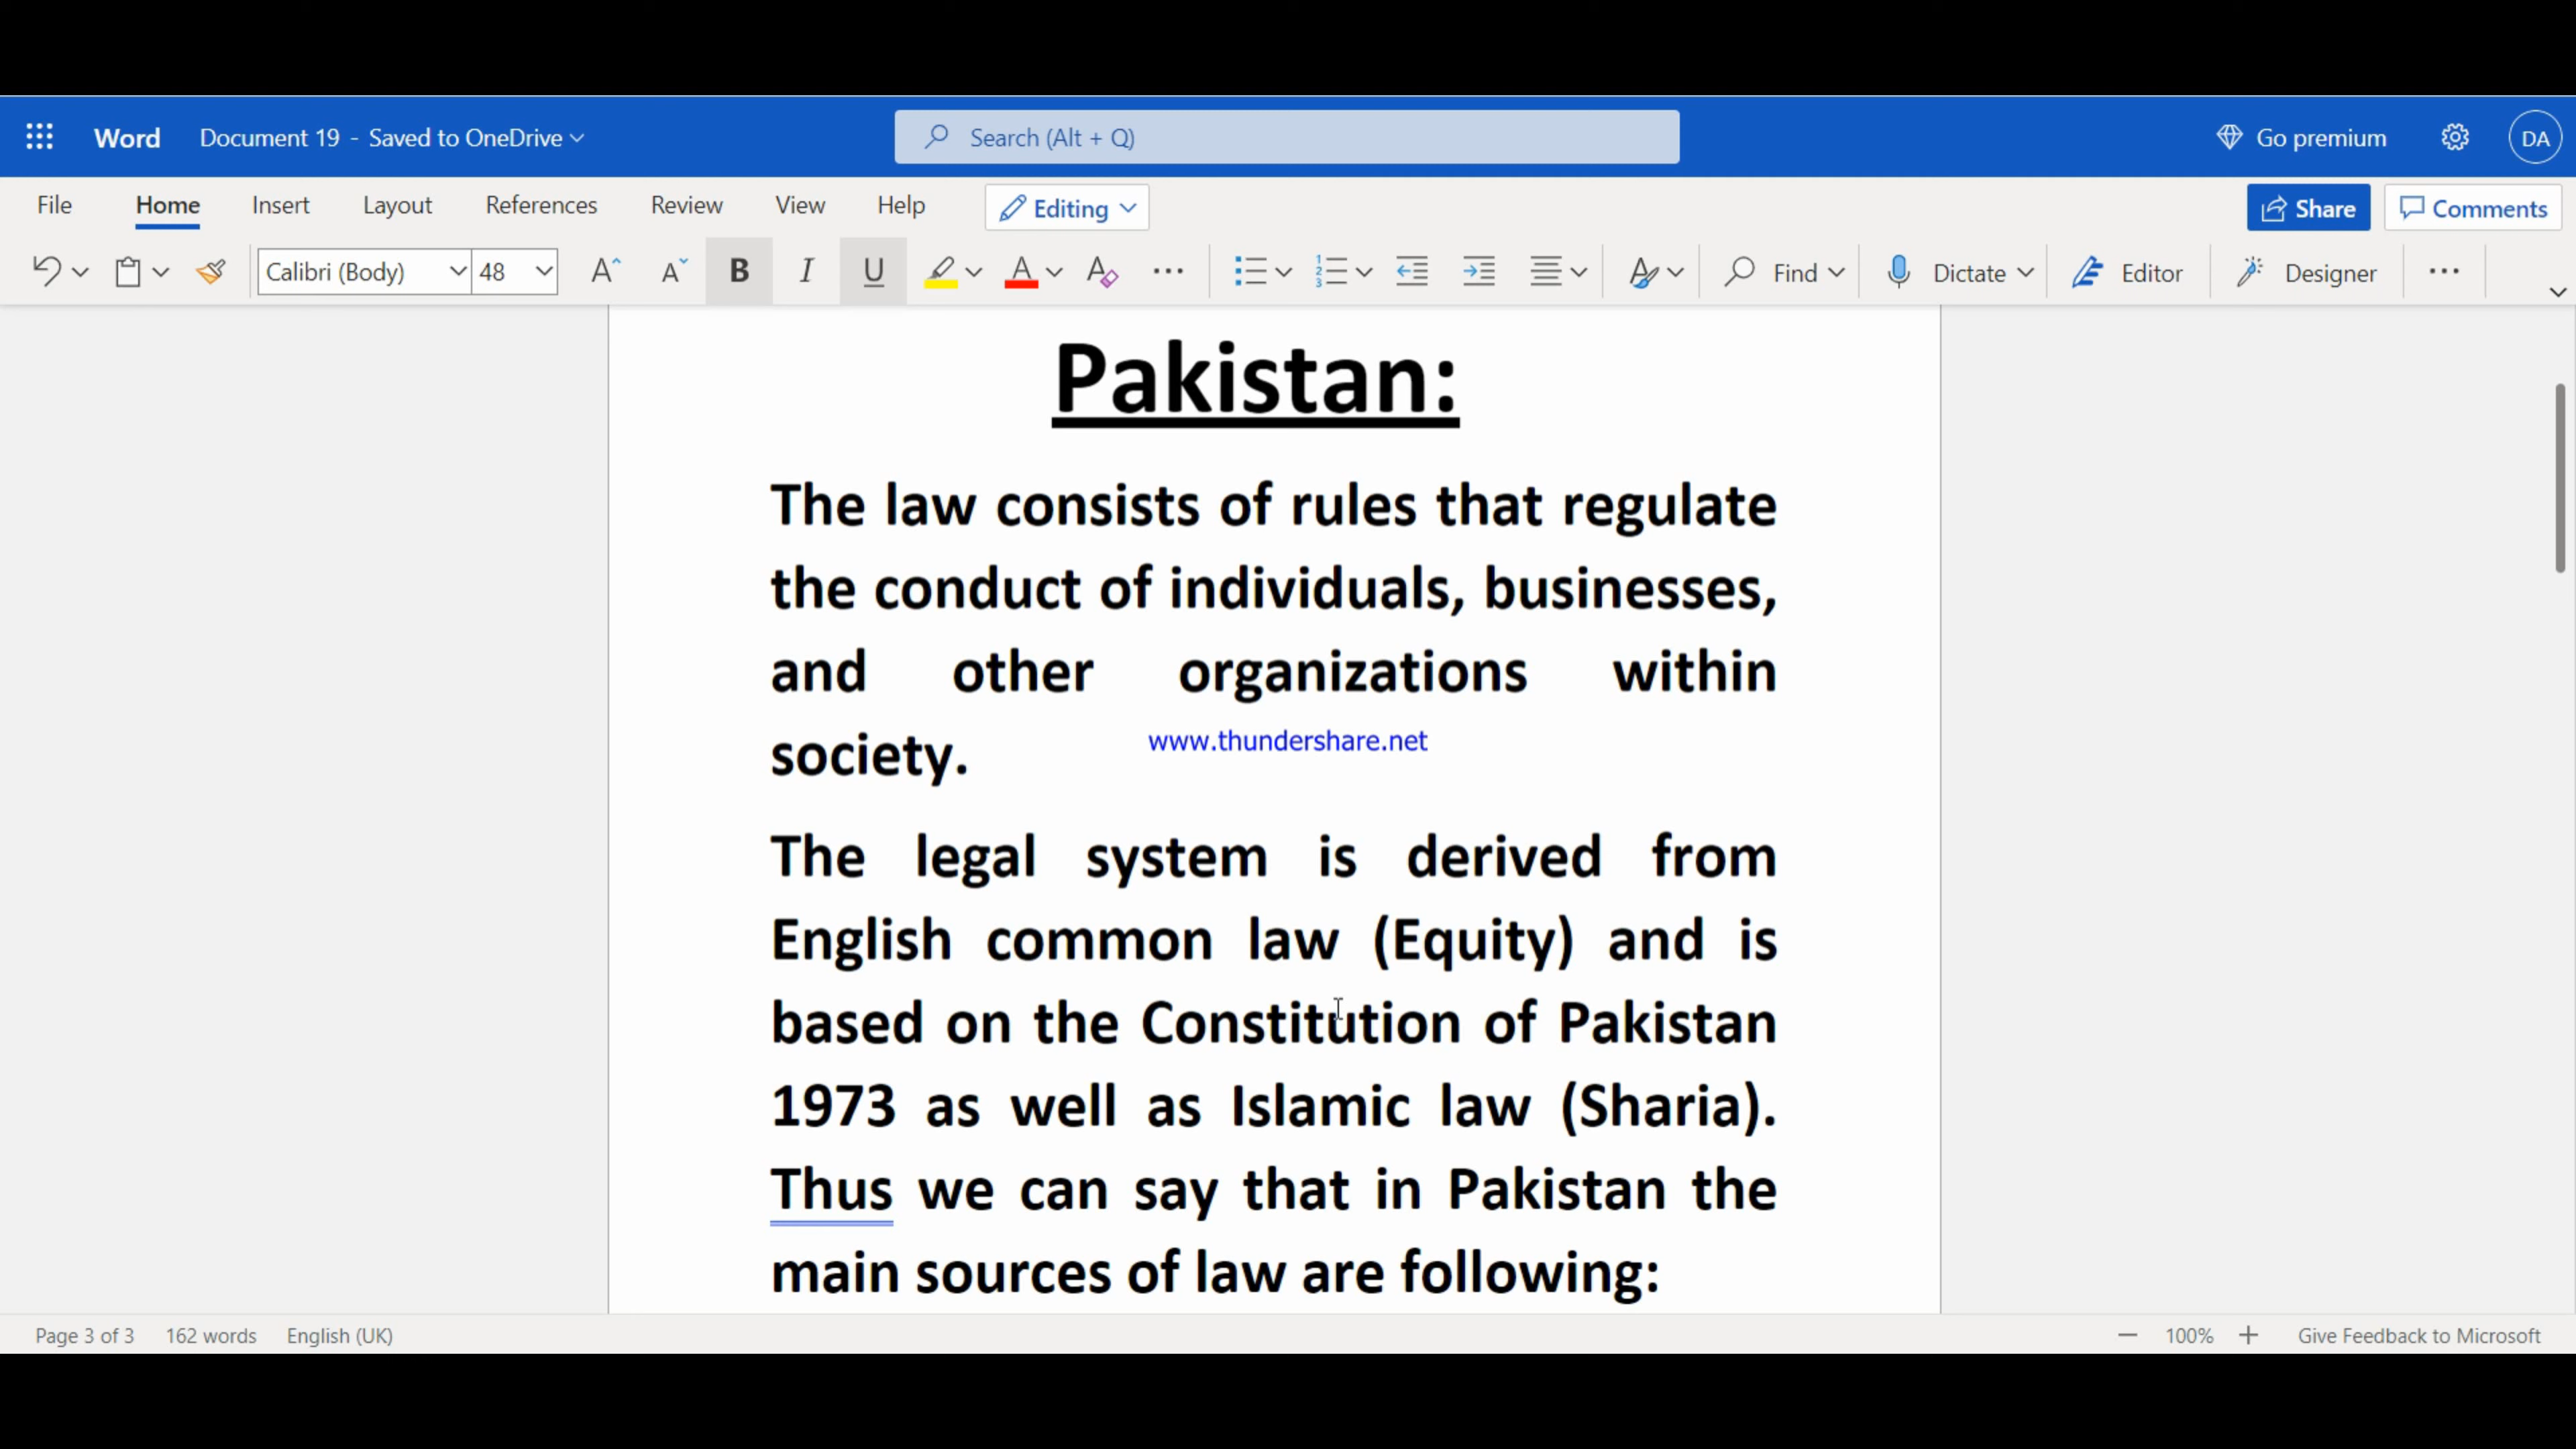 Word Document 19 - Saved to OneDrive Search (Alt + Q) Go premium DA
File Home Insert Layout References Review View Help Editing Share Comments
Calibri (Body) 48 A A B I U A A Find Dictate Editor Designer
Pakistan:
The law consists of rules that regulate
the conduct of individuals, businesses,
and other organizations within
society.
www.thundershare.net
The legal system is derived from
English common law (Equity) and is
based on the Constitution of Pakistan
1973 as well as Islamic law (Sharia).
Thus we can say that in Pakistan the
main sources of law are following:
Page 3 of 3 162 words English (UK) 100% Give Feedback to Microsoft